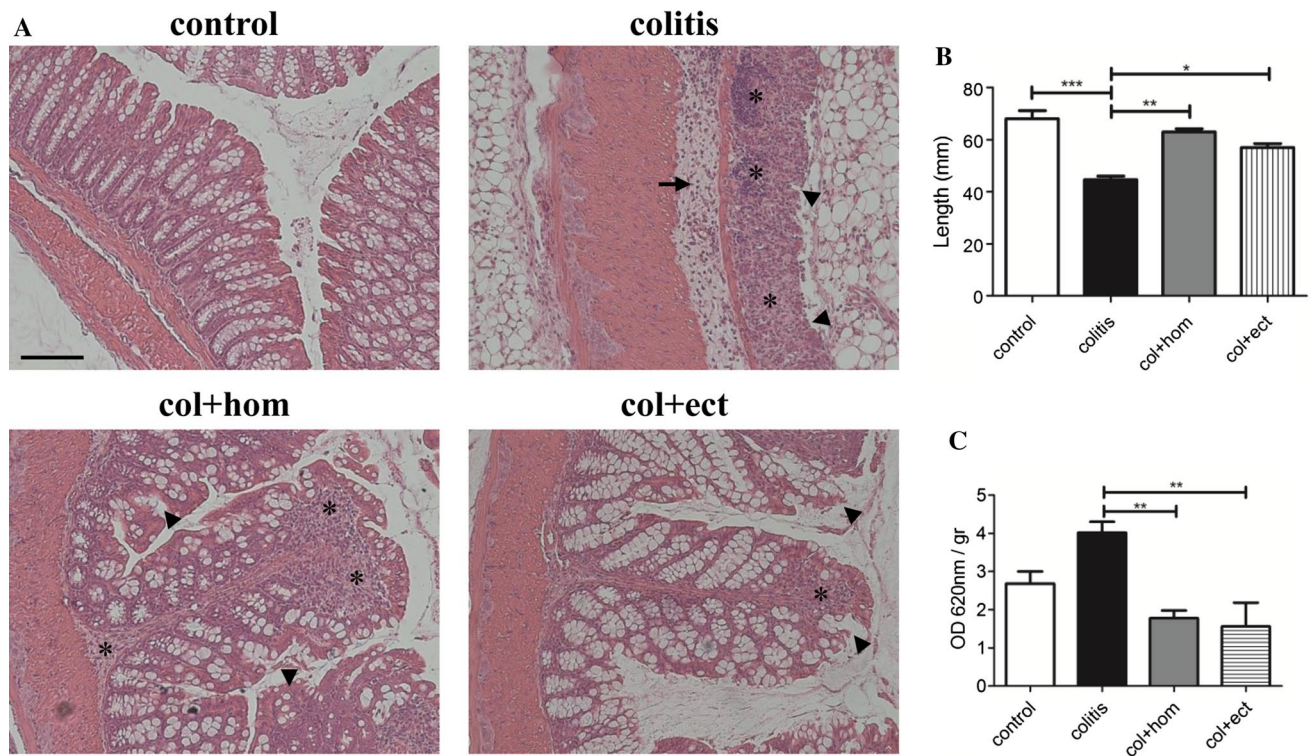 A
control
colitis
*
*
*
col+hom
*
*
*
col+ect
*
B
Length (mm)
80
60
40
20
0
***
**
*
control
colitis
col+hom
col+ect
C
OD 620nm / gr
5
4
3
2
1
0
**
**
control
colitis
col+hom
col+ect